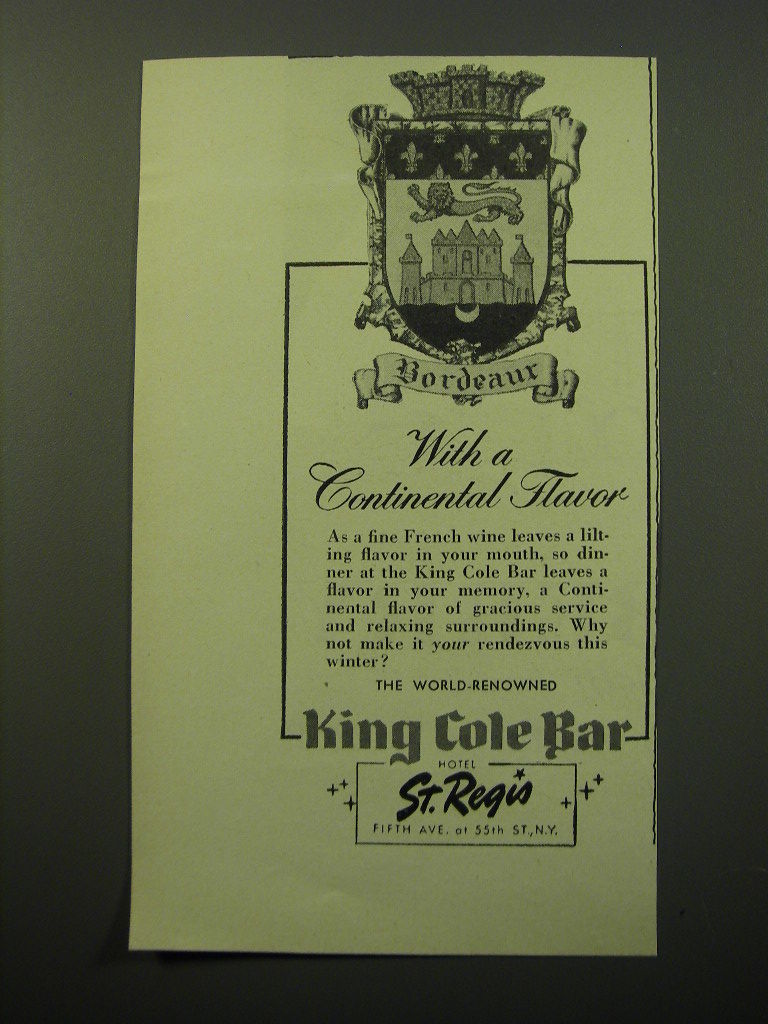 Bordeaux
With a
Continental Flavor
As a fine French wine leaves a lilt-
ing flavor in your mouth, so din-
ner at the King Cole Bar leaves a
flavor in your memory, a Conti-
nental flavor of gracious service
and relaxing surroundings. Why
not make it your rendezvous this
winter?
THE WORLD-RENOWNED
King Cole Bar
HOTEL
St. Regis
FIFTH AVE. at 55th ST., N.Y.